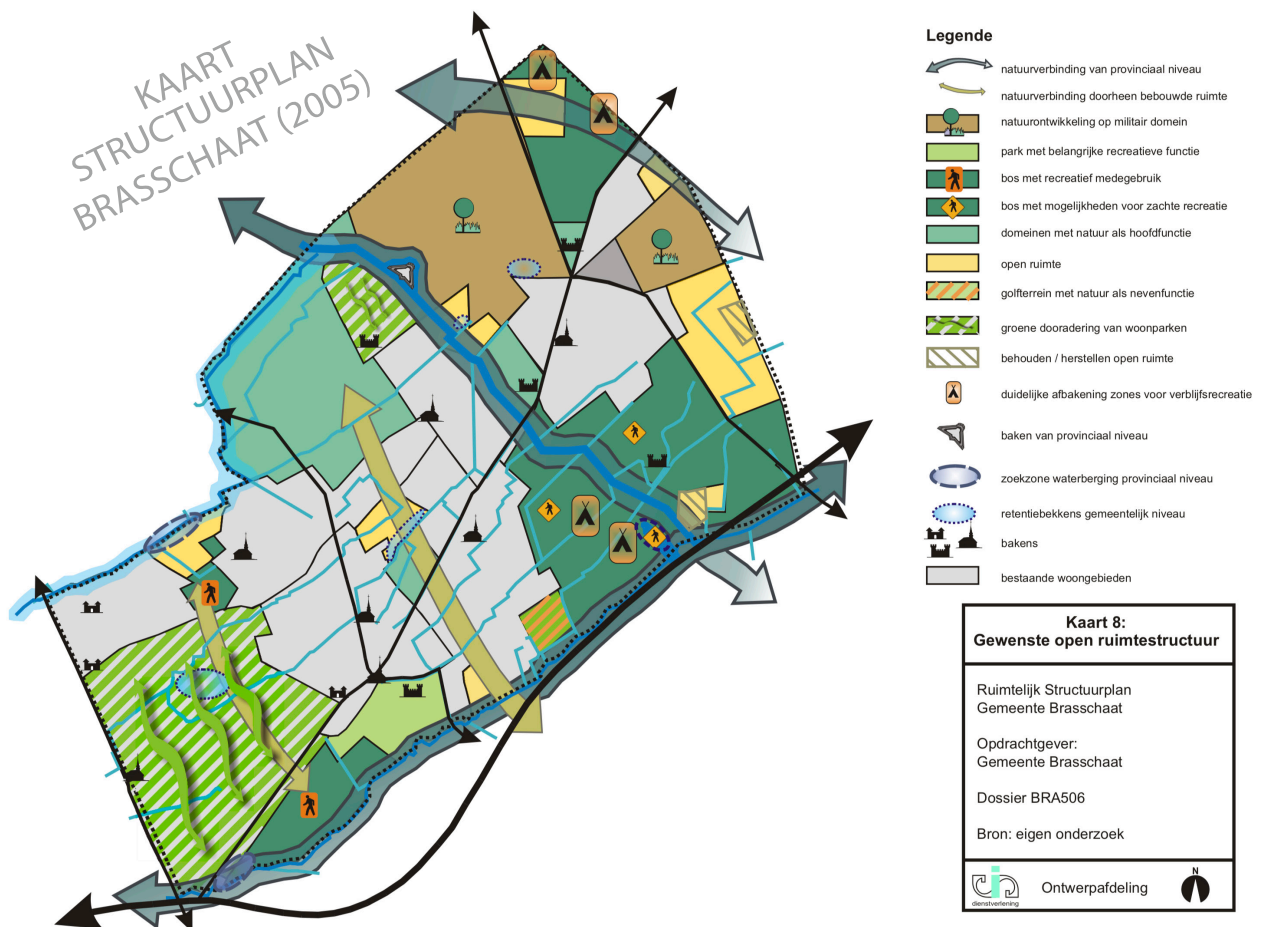 KAART
STRUCTUURPLAN
BRASSCHAAT (2005)
Legende
natuurverbinding van provinciaal niveau
natuurverbinding doorheen bebouwde ruimte
natuurontwikkeling op militair domein
park met belangrijke recreatieve functie
bos met recreatief medegebruik
bos met mogelijkheden voor zachte recreatie
domeinen met natuur als hoofdfunctie
open ruimte
golfterrein met natuur als nevenfunctie
groene dooradering van woonparken
behouden / herstellen open ruimte
duidelijke afbakening zones voor verblijfsrecreatie
baken van provinciaal niveau
zoekzone waterberging provinciaal niveau
retentiebekkens gemeentelijk niveau
bakens
bestaande woongebieden
Kaart 8:
Gewenste open ruimtestructuur
Ruimtelijk Structuurplan
Gemeente Brasschaat
Opdrachtgever:
Gemeente Brasschaat
Dossier BRA506
Bron: eigen onderzoek
dienstverlening
Ontwerpafdeling
N